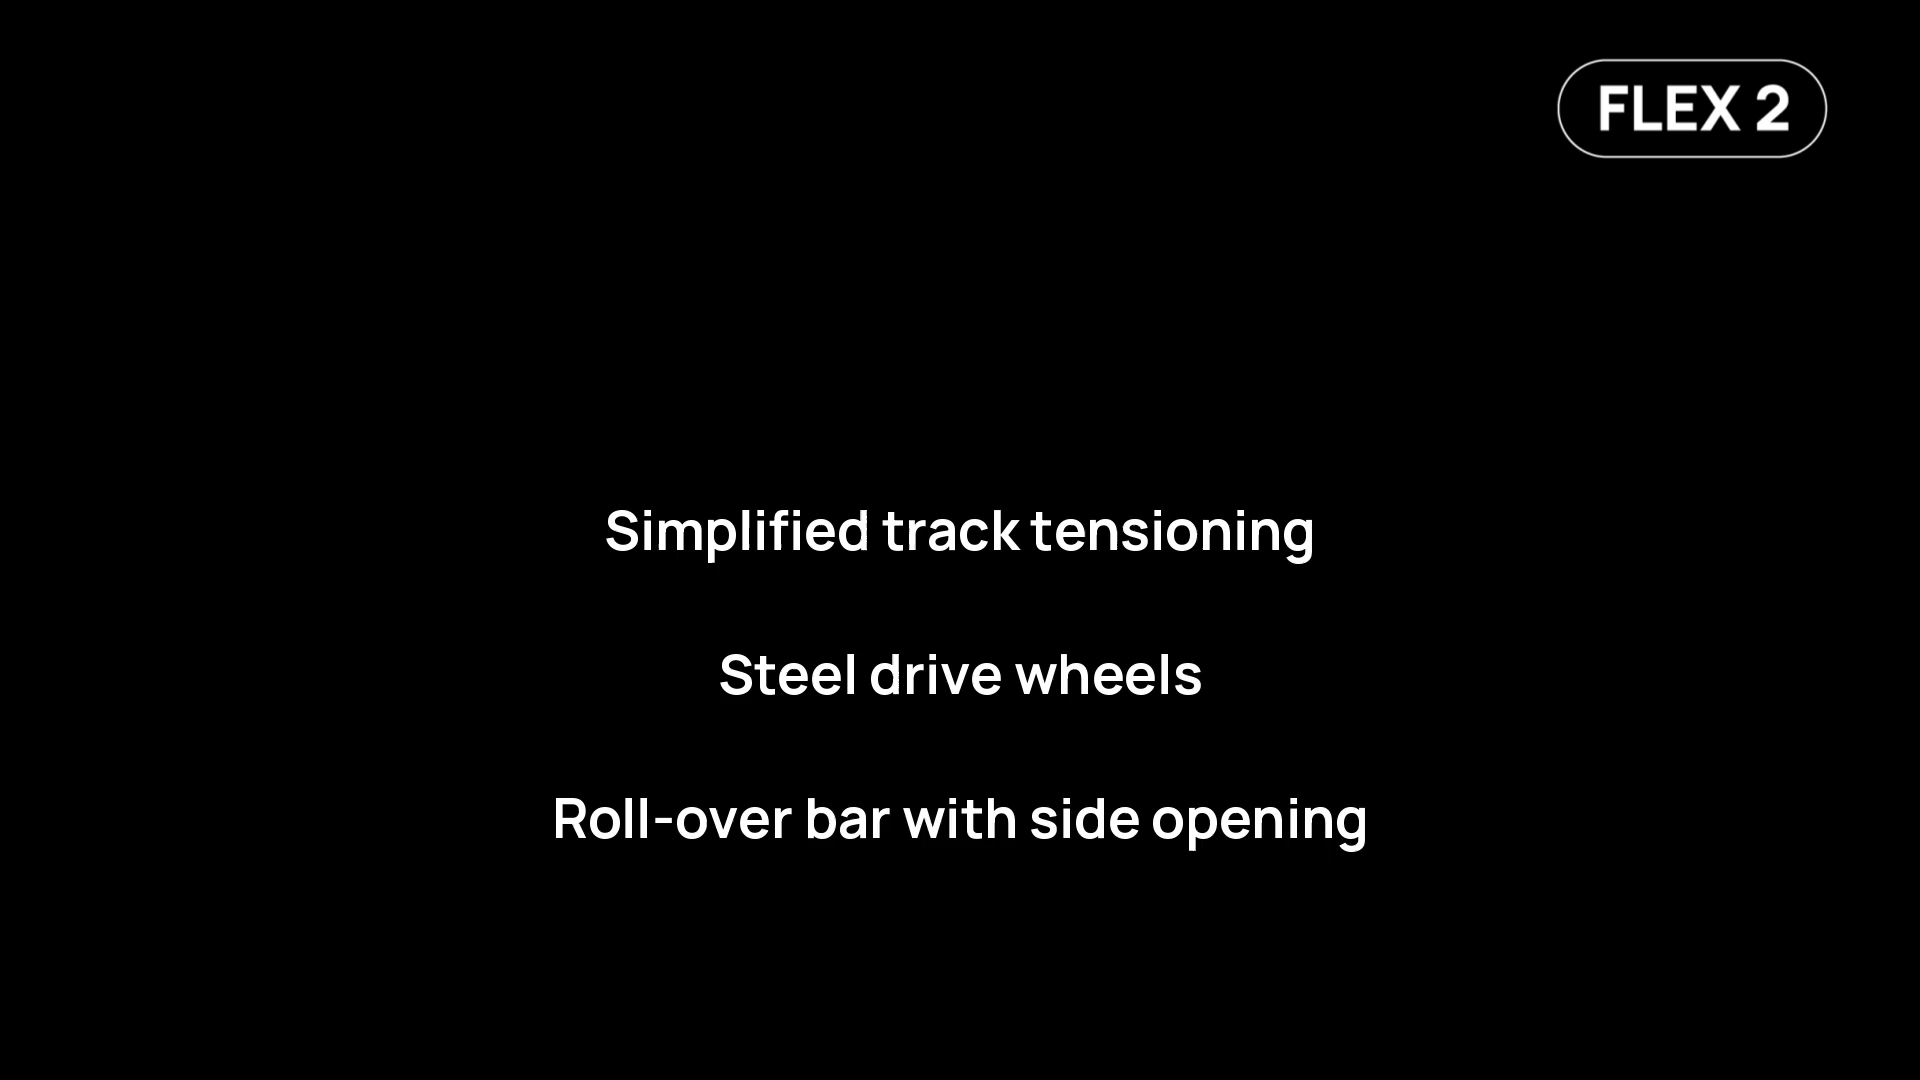 FLEX 2
Simplified track tensioning
Steel drive wheels
Roll-over bar with side opening